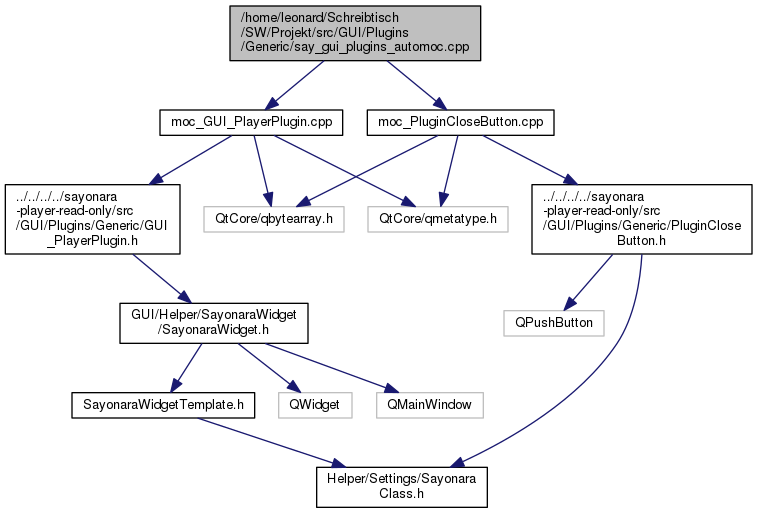 /home/leonard/Schreibtisch
/SW/Projekt/src/GUI/Plugins
/Generic/say_gui_plugins_automoc.cpp
moc_GUI_PlayerPlugin.cpp
moc_PluginCloseButton.cpp
../../../../sayonara
-player-read-only/src
/GUI/Plugins/Generic/GUI
_PlayerPlugin.h
QtCore/qbytearray.h
QtCore/qmetatype.h
../../../../sayonara
-player-read-only/src
/GUI/Plugins/Generic/PluginClose
Button.h
GUI/Helper/SayonaraWidget
/SayonaraWidget.h
QPushButton
SayonaraWidgetTemplate.h
QWidget
QMainWindow
Helper/Settings/Sayonara
Class.h